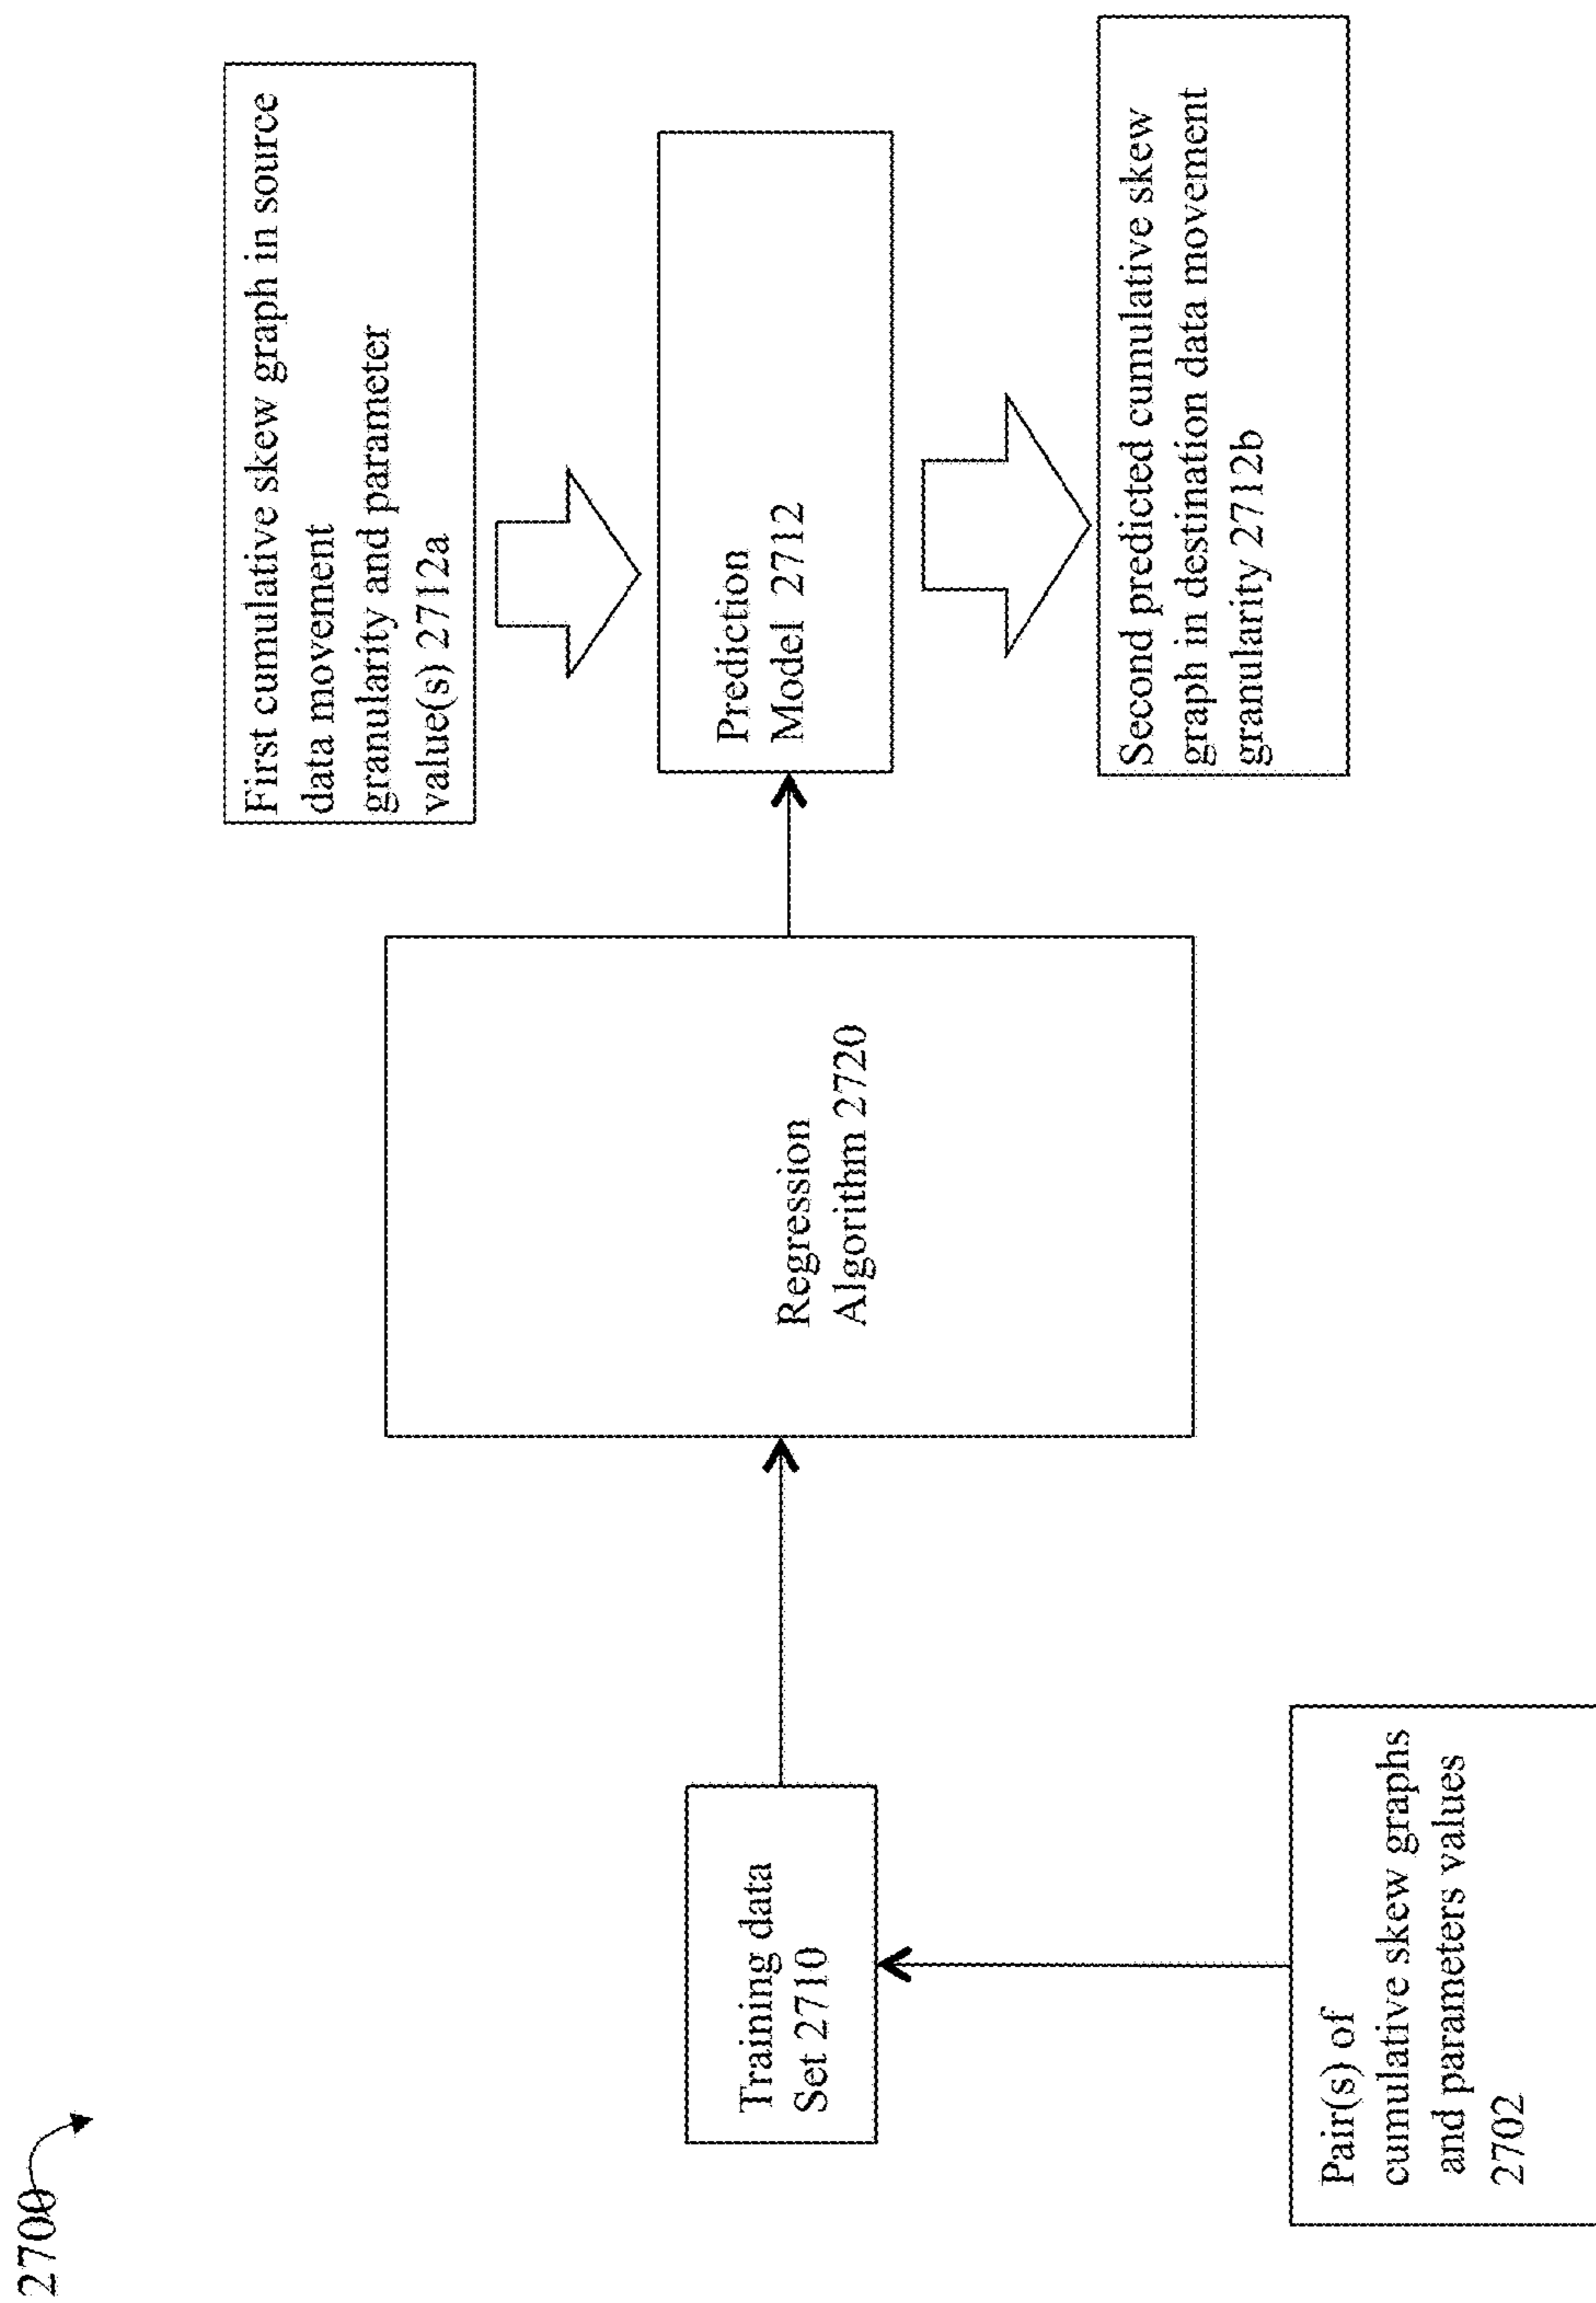 2700
First cumulative skew graph in source
data movement
granularity and parameter
value(s) 2712a
Training data
Set 2710
Regression
Algorithm 2720
Prediction
Model 2712
Pair(s) of
cumulative skew graphs
and parameters values
2702
Second predicted cumulative skew
graph in destination data movement
granularity 2712b